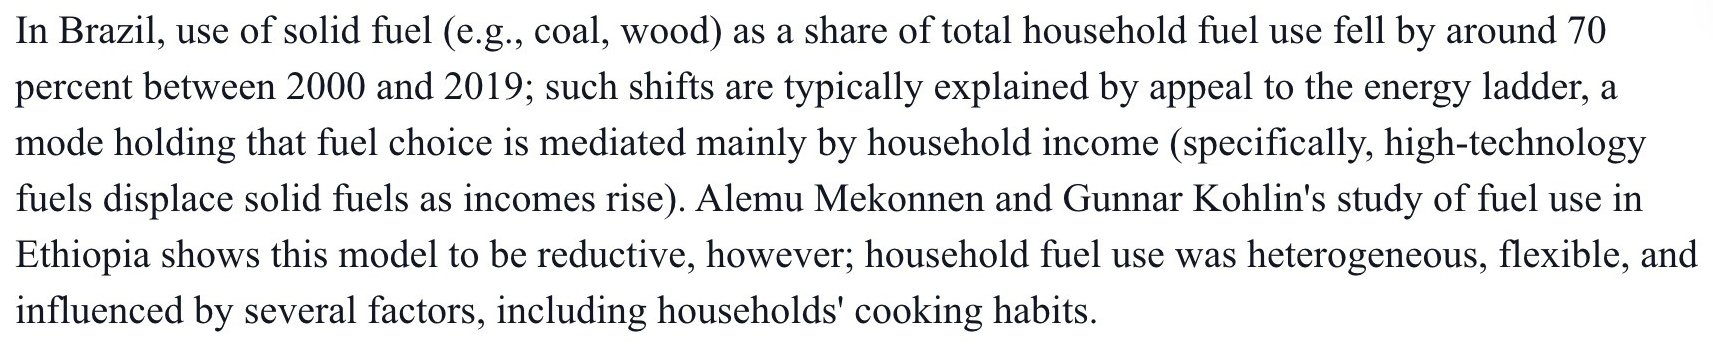 In Brazil, use of solid fuel (e.g., coal, wood) as a share of total household fuel use fell by around 70
percent between 2000 and 2019; such shifts are typically explained by appeal to the energy ladder, a
mode holding that fuel choice is mediated mainly by household income (specifically, high-technology
fuels displace solid fuels as incomes rise). Alemu Mekonnen and Gunnar Kohlin's study of fuel use in
Ethiopia shows this model to be reductive, however; household fuel use was heterogeneous, flexible, and
influenced by several factors, including households' cooking habits.